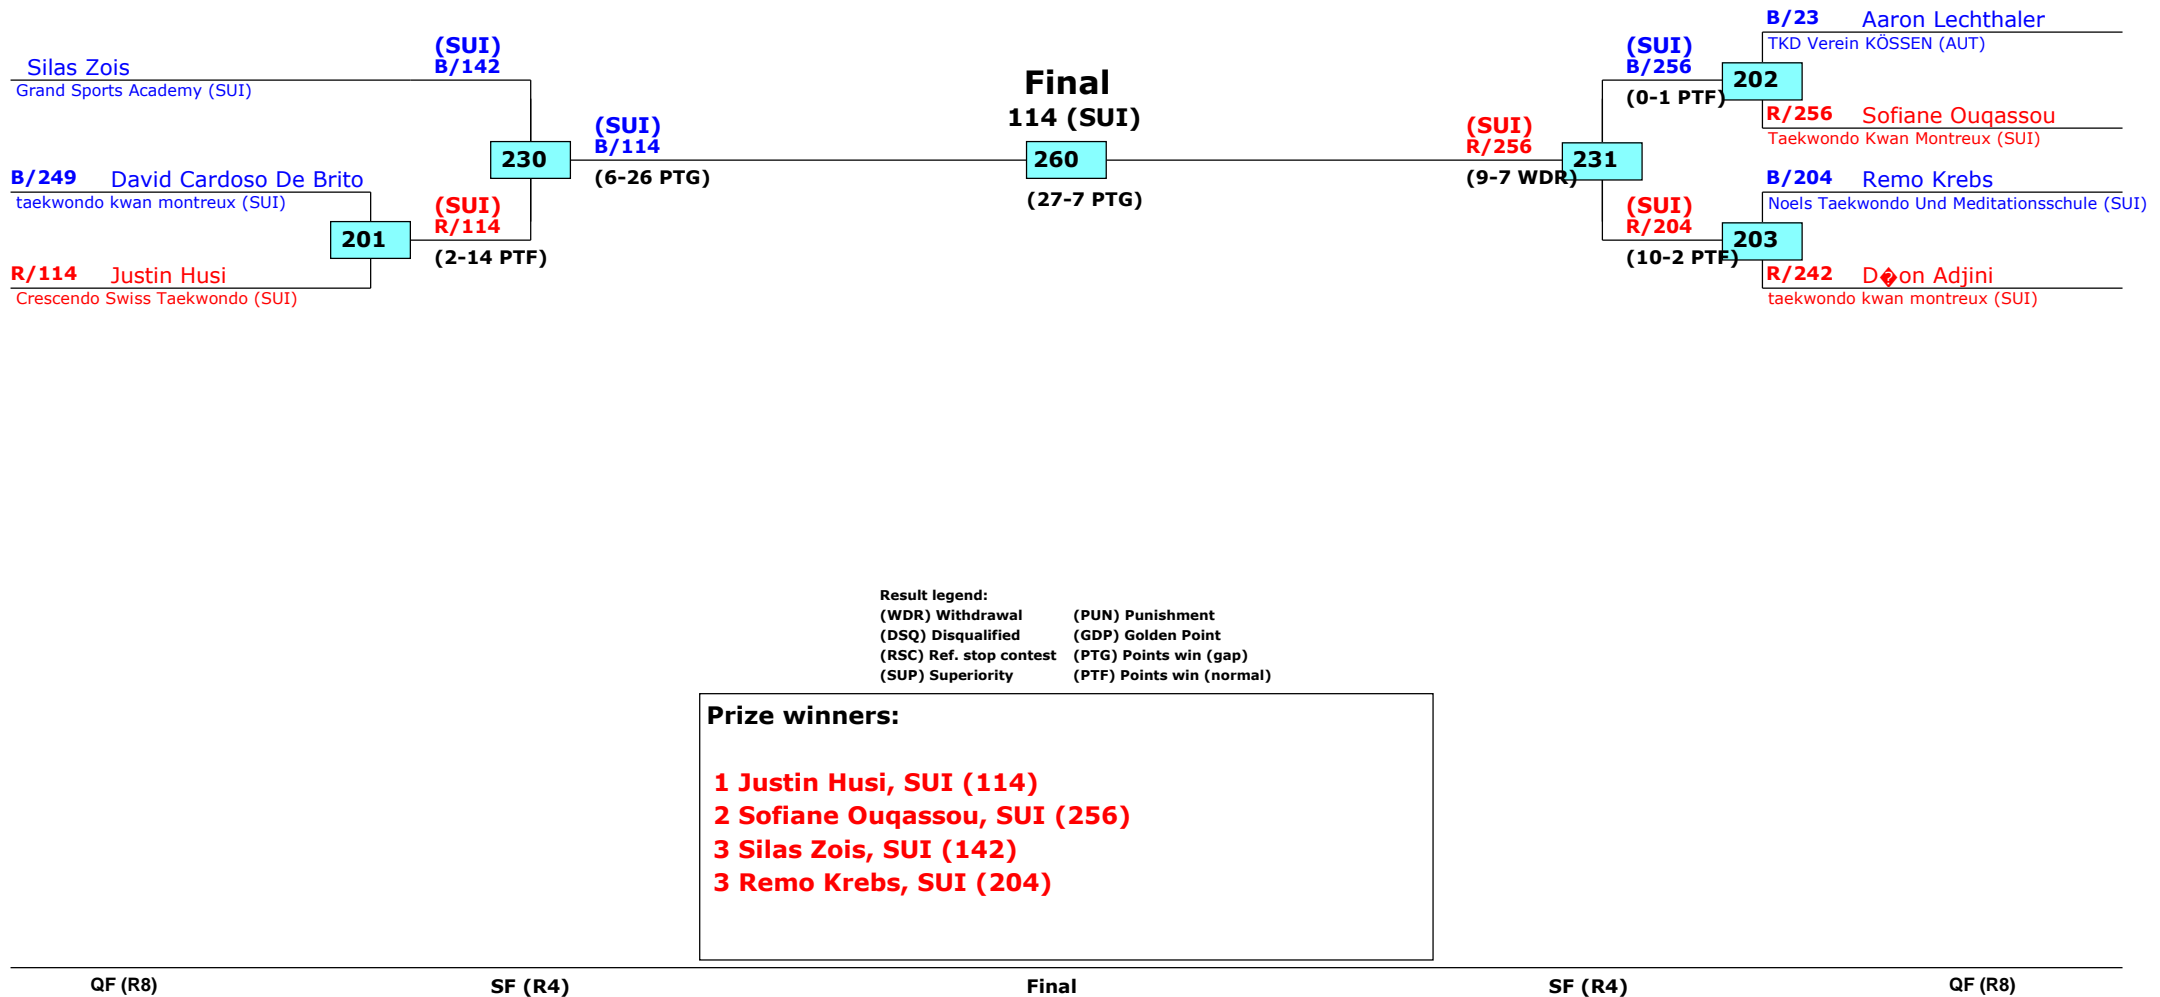 Silas Zois
Grand Sports Academy (SUI)
B/249 David Cardoso De Brito
taekwondo kwan montreux (SUI)
201
R/114 Justin Husi
Crescendo Swiss Taekwondo (SUI)
(SUI)
B/142
230
(SUI)
R/114
(2-14 PTF)
(SUI)
B/114
(6-26 PTG)
Final
114 (SUI)
260
(27-7 PTG)
(SUI)
R/256
(9-7 WDR)
231
(SUI)
B/256
(0-1 PTF)
(SUI)
R/204
(10-2 PTF)
B/23 Aaron Lechthaler
TKD Verein KÖSSEN (AUT)
202
R/256 Sofiane Ouqassou
Taekwondo Kwan Montreux (SUI)
B/204 Remo Krebs
Noels Taekwondo Und Meditationsschule (SUI)
203
R/242 D�on Adjini
taekwondo kwan montreux (SUI)
Result legend:
(WDR) Withdrawal (PUN) Punishment
(DSQ) Disqualified (GDP) Golden Point
(RSC) Ref. stop contest (PTG) Points win (gap)
(SUP) Superiority (PTF) Points win (normal)
Prize winners:
1 Justin Husi, SUI (114)
2 Sofiane Ouqassou, SUI (256)
3 Silas Zois, SUI (142)
3 Remo Krebs, SUI (204)
QF (R8) SF (R4) Final SF (R4) QF (R8)